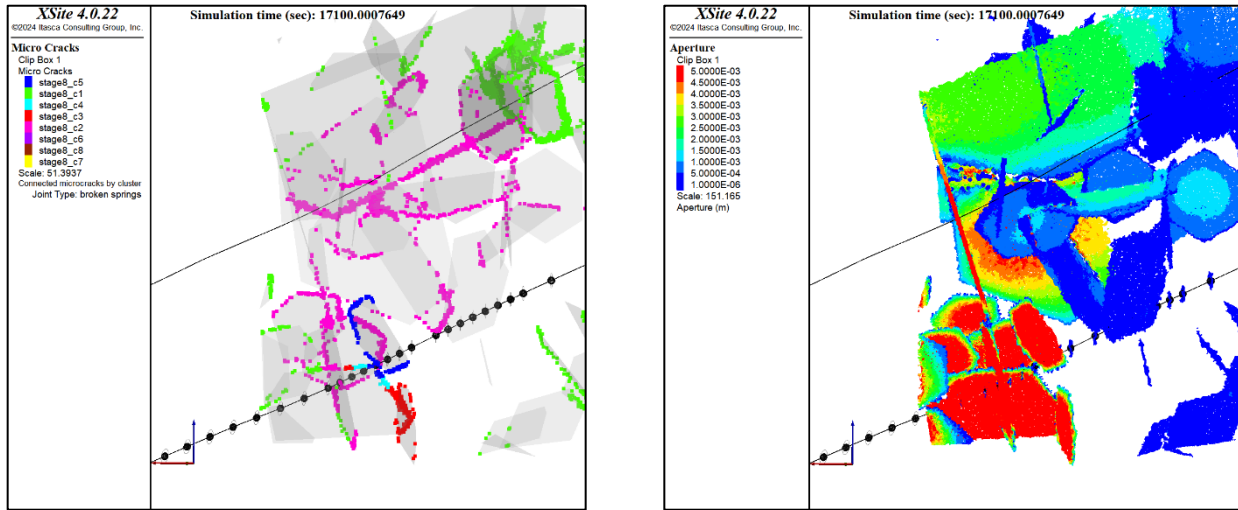 XSite 4.0.22
©2024 Itasca Consulting Group, Inc.
Simulation time (sec): 17100.0007649
Micro Cracks
Clip Box 1
Micro Cracks
stage8_c5
stage8_c1
stage8_c4
stage8_c3
stage8_c2
stage8_c6
stage8_c8
stage8_c7
Scale: 51.3937
Connected microcracks by cluster
Joint Type: broken springs
XSite 4.0.22
©2024 Itasca Consulting Group, Inc.
Simulation time (sec): 17100.0007649
Aperture
Clip Box 1
5.0000E-03
4.5000E-03
4.0000E-03
3.5000E-03
3.0000E-03
2.5000E-03
2.0000E-03
1.5000E-03
1.0000E-03
5.0000E-04
1.0000E-06
Scale: 151.165
Aperture (m)